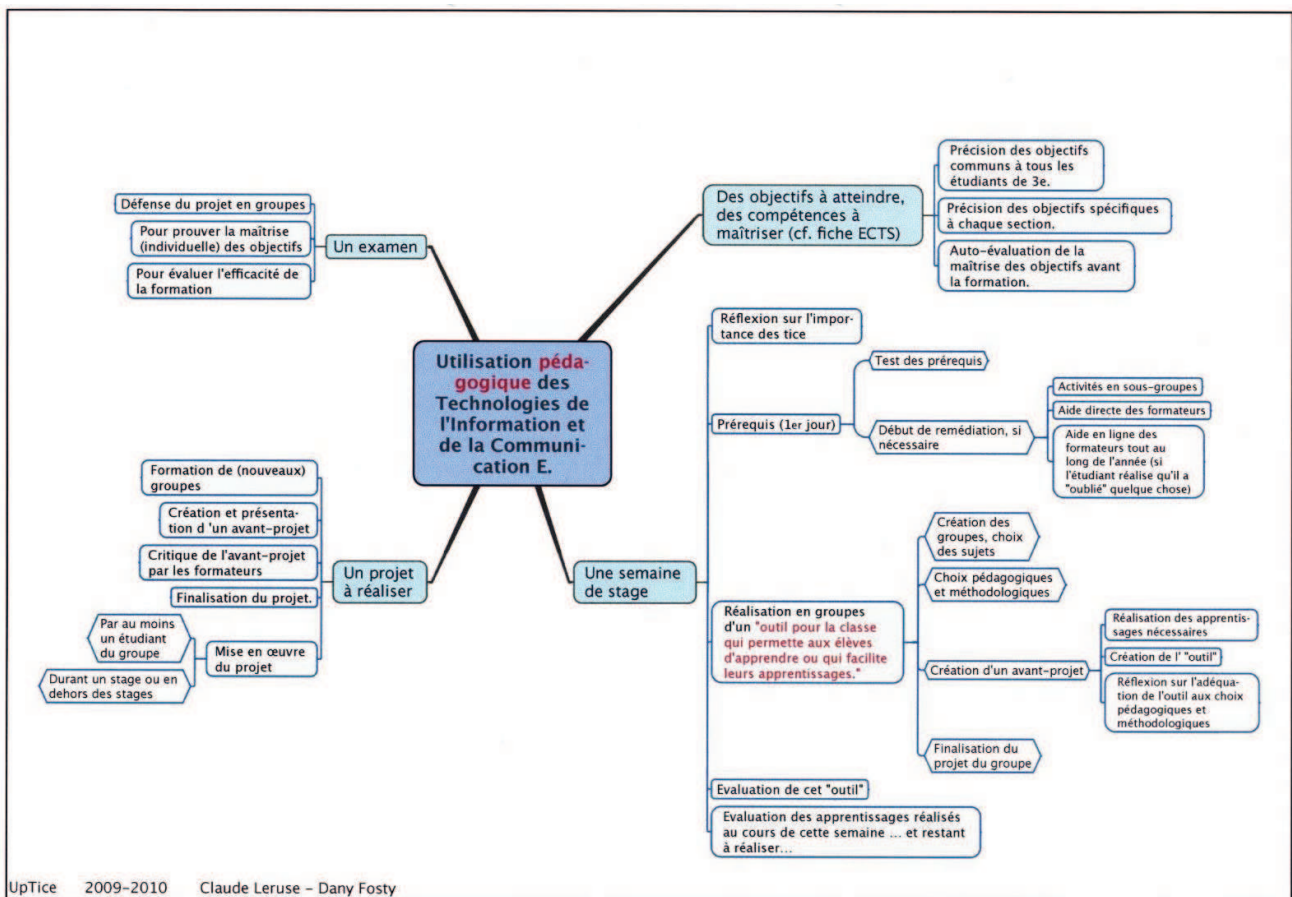 Utilisation péda-
gogique des
Technologies de
l'Information et
de la Communi-
cation E.
Des objectifs à atteindre,
des compétences à
maîtriser (cf. fiche ECTS)
Précision des objectifs
communs à tous les
étudiants de 3e.
Précision des objectifs spécifiques
à chaque section.
Auto-évaluation de la
maîtrise des objectifs avant
la formation.
Une semaine
de stage
Réflexion sur l'impor-
tance des tice
Prérequis (1er jour)
Test des prérequis
Début de remédiation, si
nécessaire
Activités en sous-groupes
Aide directe des formateurs
Aide en ligne des
formateurs tout au
long de l'année (si
l'étudiant réalise qu'il a
"oublié" quelque chose)
Réalisation en groupes
d'un "outil pour la classe
qui permette aux élèves
d'apprendre ou qui facilite
leurs apprentissages."
Création des
groupes, choix
des sujets
Choix pédagogiques
et méthodologiques
Création d'un avant-projet
Réalisation des apprentis-
sages nécessaires
Création de l' "outil"
Réflexion sur l'adéqua-
tion de l'outil aux choix
pédagogiques et
méthodologiques
Finalisation du
projet du groupe
Evaluation de cet "outil"
Evaluation des apprentissages réalisés
au cours de cette semaine ... et restant
à réaliser...
Un projet
à réaliser
Formation de (nouveaux)
groupes
Création et présenta-
tion d 'un avant-projet
Critique de l'avant-projet
par les formateurs
Finalisation du projet.
Mise en œuvre
du projet
Par au moins
un étudiant
du groupe
Durant un stage ou en
dehors des stages
Un examen
Défense du projet en groupes
Pour prouver la maîtrise
(individuelle) des objectifs
Pour évaluer l'efficacité de
la formation
UpTice 2009-2010 Claude Leruse - Dany Fosty